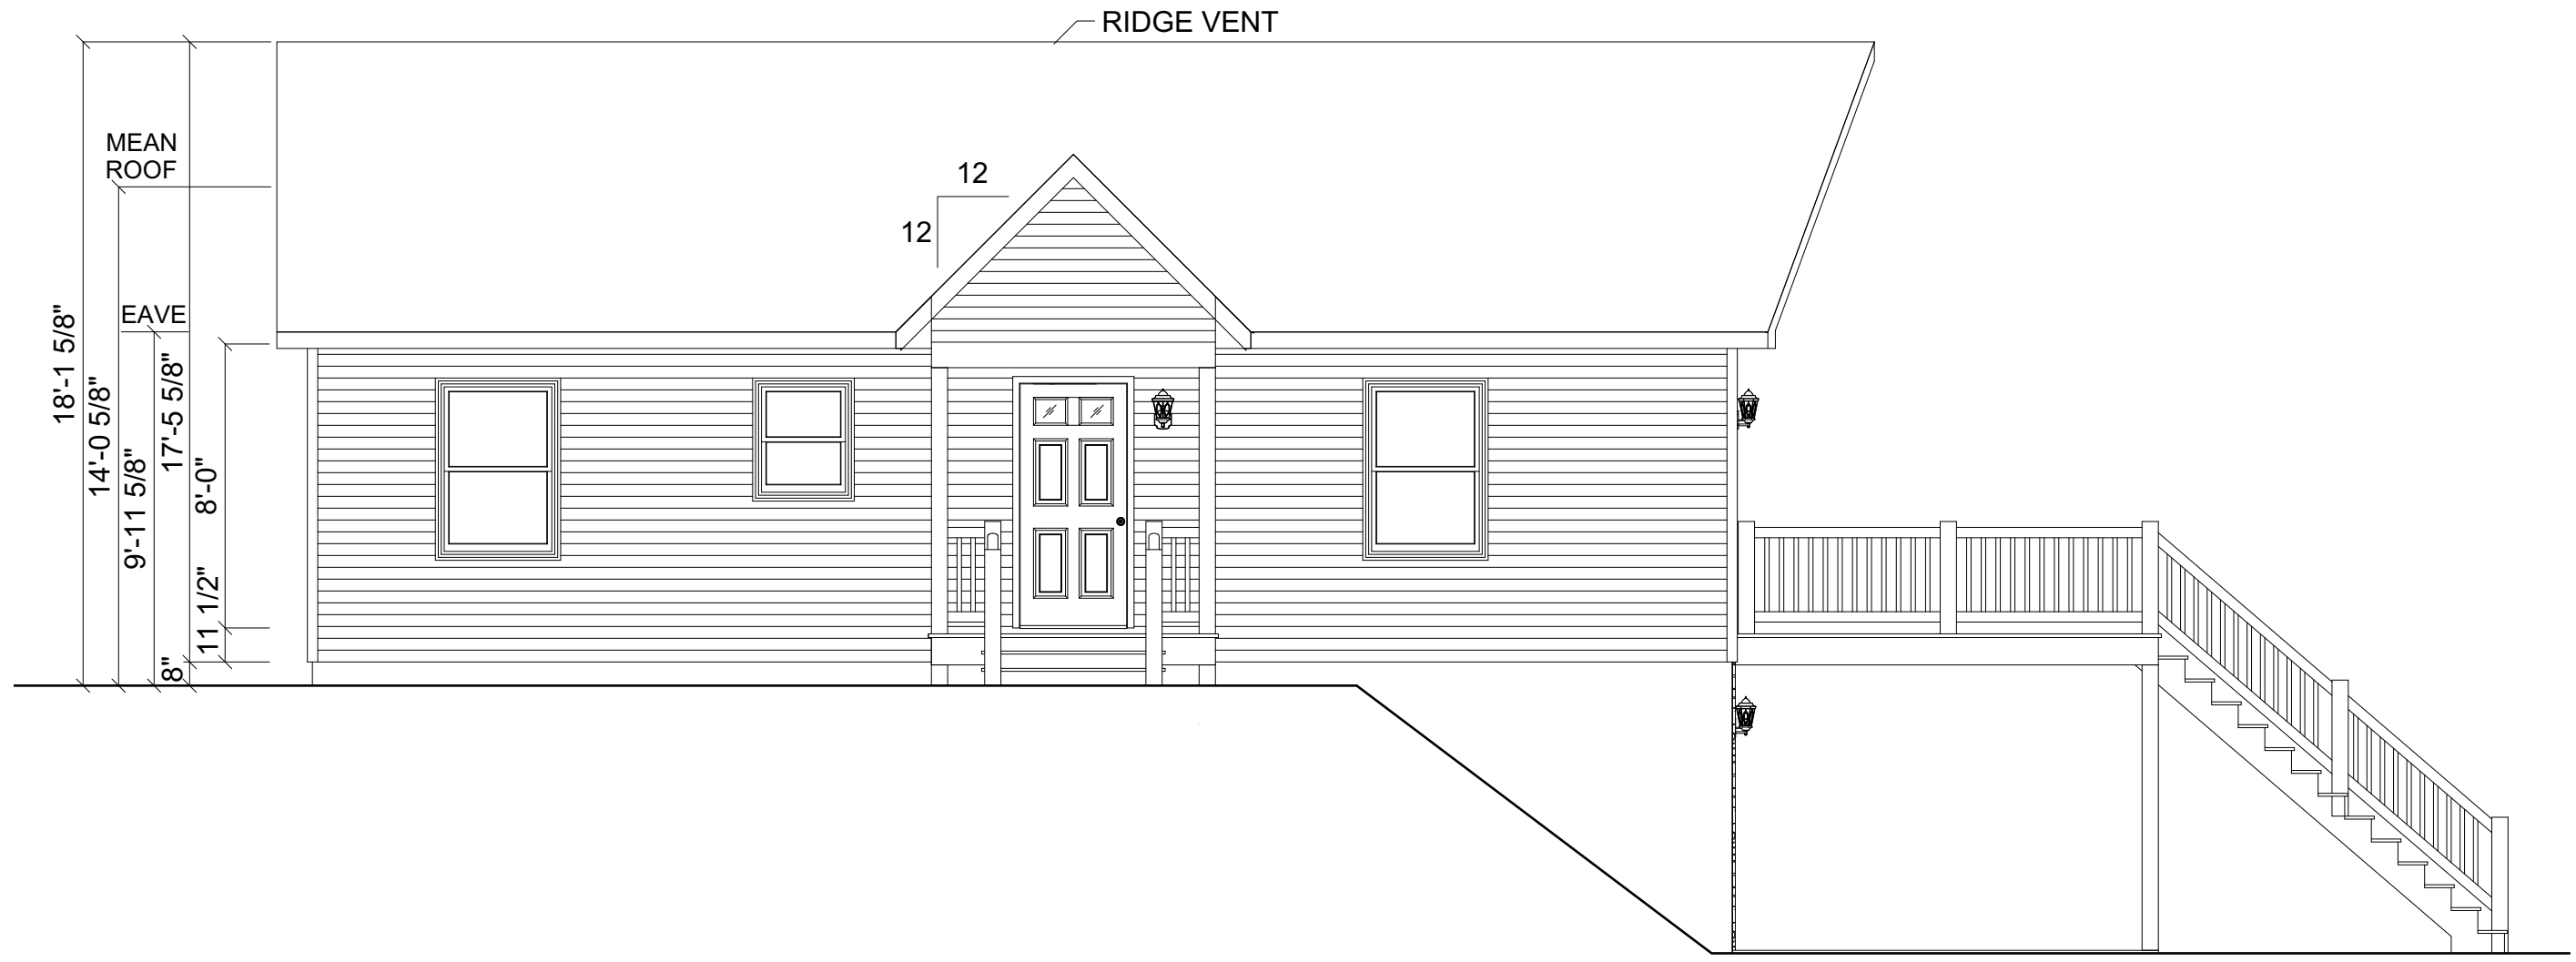 RIDGE VENT
MEAN
ROOF
12
12
EAVE
18'-1 5/8"
14'-0 5/8"
9'-11 5/8"
17'-5 5/8"
8'-0"
11 1/2"
8"